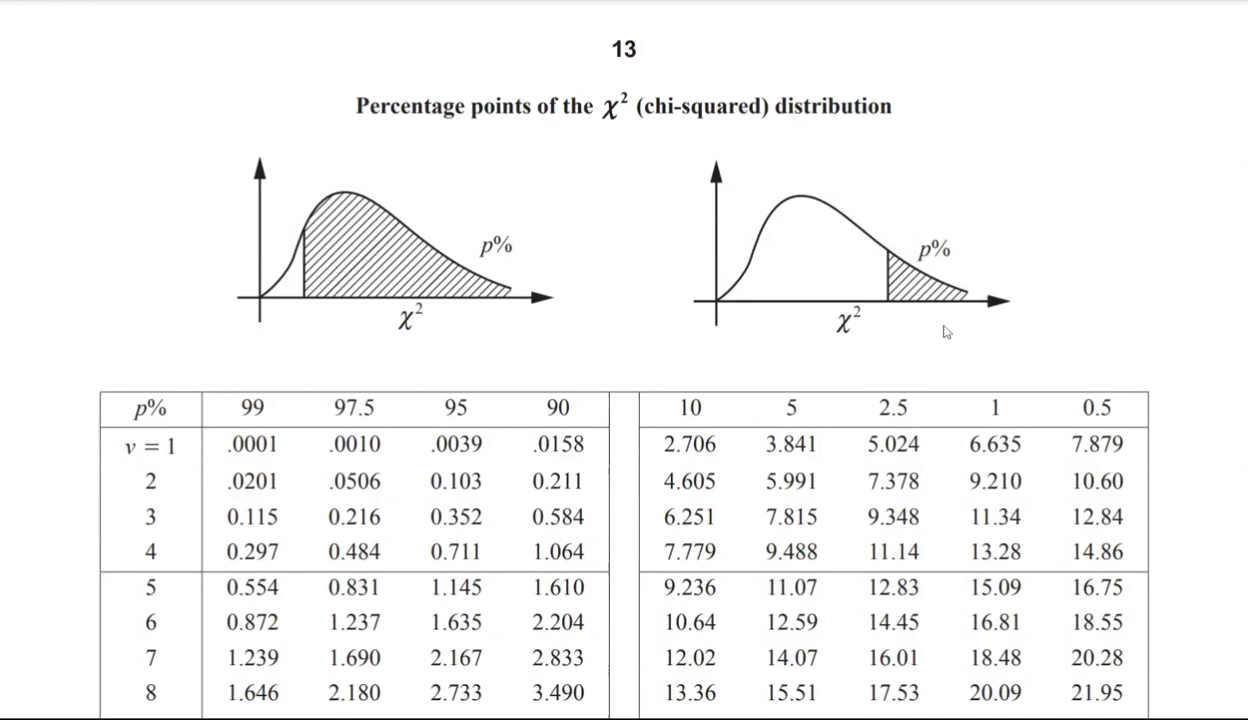 13
Percentage points of the χ² (chi-squared) distribution
p%
χ²
p%
χ²
p% 99 97.5 95 90 10 5 2.5 1 0.5
ν = 1 .0001 .0010 .0039 .0158 2.706 3.841 5.024 6.635 7.879
2 .0201 .0506 0.103 0.211 4.605 5.991 7.378 9.210 10.60
3 0.115 0.216 0.352 0.584 6.251 7.815 9.348 11.34 12.84
4 0.297 0.484 0.711 1.064 7.779 9.488 11.14 13.28 14.86
5 0.554 0.831 1.145 1.610 9.236 11.07 12.83 15.09 16.75
6 0.872 1.237 1.635 2.204 10.64 12.59 14.45 16.81 18.55
7 1.239 1.690 2.167 2.833 12.02 14.07 16.01 18.48 20.28
8 1.646 2.180 2.733 3.490 13.36 15.51 17.53 20.09 21.95